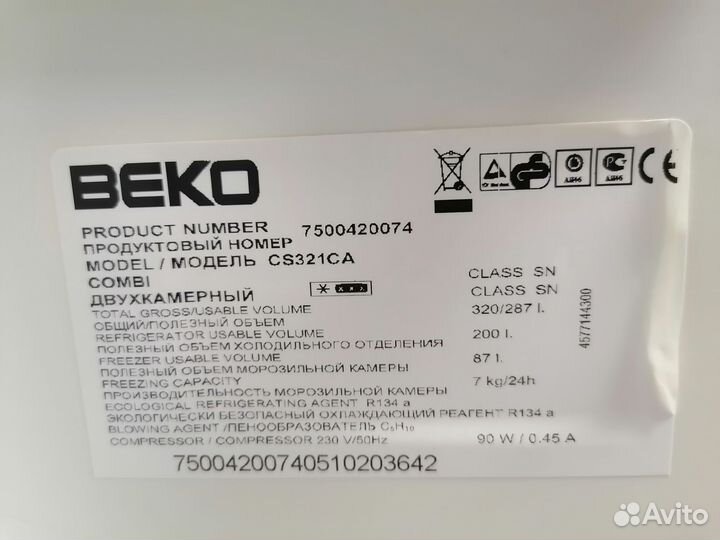 BEKO
PRODUCT NUMBER 7500420074
ПРОДУКТОВЫЙ НОМЕР
MODEL / МОДЕЛЬ CS321CA
COMBI CLASS SN
ДВУХКАМЕРНЫЙ CLASS SN
TOTAL GROSS/USABLE VOLUME 320/287 l.
ОБЩИЙ/ПОЛЕЗНЫЙ ОБЪЕМ
REFRIGERATOR USABLE VOLUME 200 l.
ПОЛЕЗНЫЙ ОБЪЕМ ХОЛОДИЛЬНОГО ОТДЕЛЕНИЯ
FREEZER USABLE VOLUME 87 l.
ПОЛЕЗНЫЙ ОБЪЕМ МОРОЗИЛЬНОЙ КАМЕРЫ
FREEZING CAPACITY 7 kg/24h
ПРОИЗВОДИТЕЛЬНОСТЬ МОРОЗИЛЬНОЙ КАМЕРЫ
ECOLOGICAL REFRIGERATING AGENT R134 a
ЭКОЛОГИЧЕСКИ БЕЗОПАСНЫЙ ОХЛАЖДАЮЩИЙ РЕАГЕНТ R134 a
BLOWING AGENT /ПЕНООБРАЗОВАТЕЛЬ C₅H₁₀
COMPRESSOR / COMPRESSOR 230 V/50Hz 90 W / 0.45 A
75004200740510203642
4577144300
АЯ46
АЯ46
CE
Avito